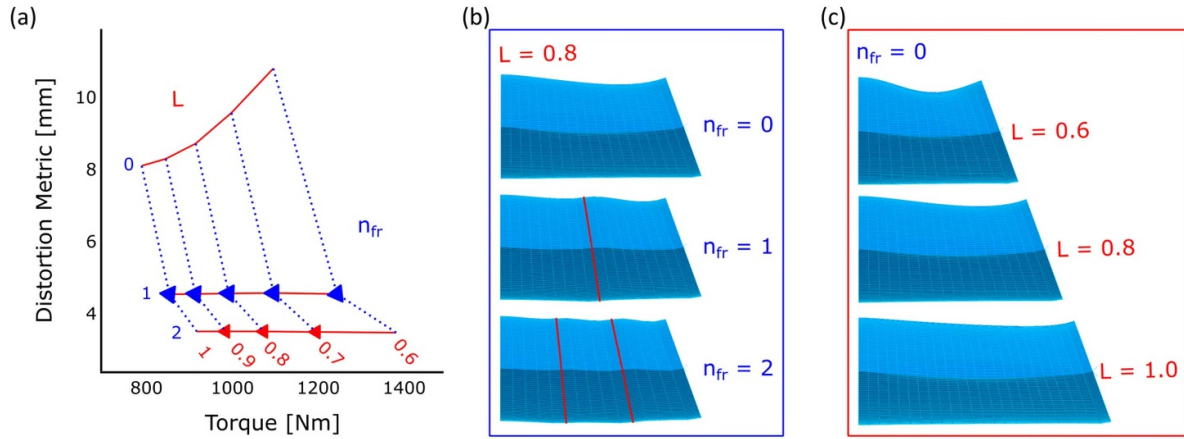 (a)
Distortion Metric [mm]
10
8
6
4
L
0
n_fr
1
2
1
0.9
0.8
0.7
0.6
800
1000
1200
1400
Torque [Nm]
(b)
L = 0.8
n_fr = 0
n_fr = 1
n_fr = 2
(c)
n_fr = 0
L = 0.6
L = 0.8
L = 1.0